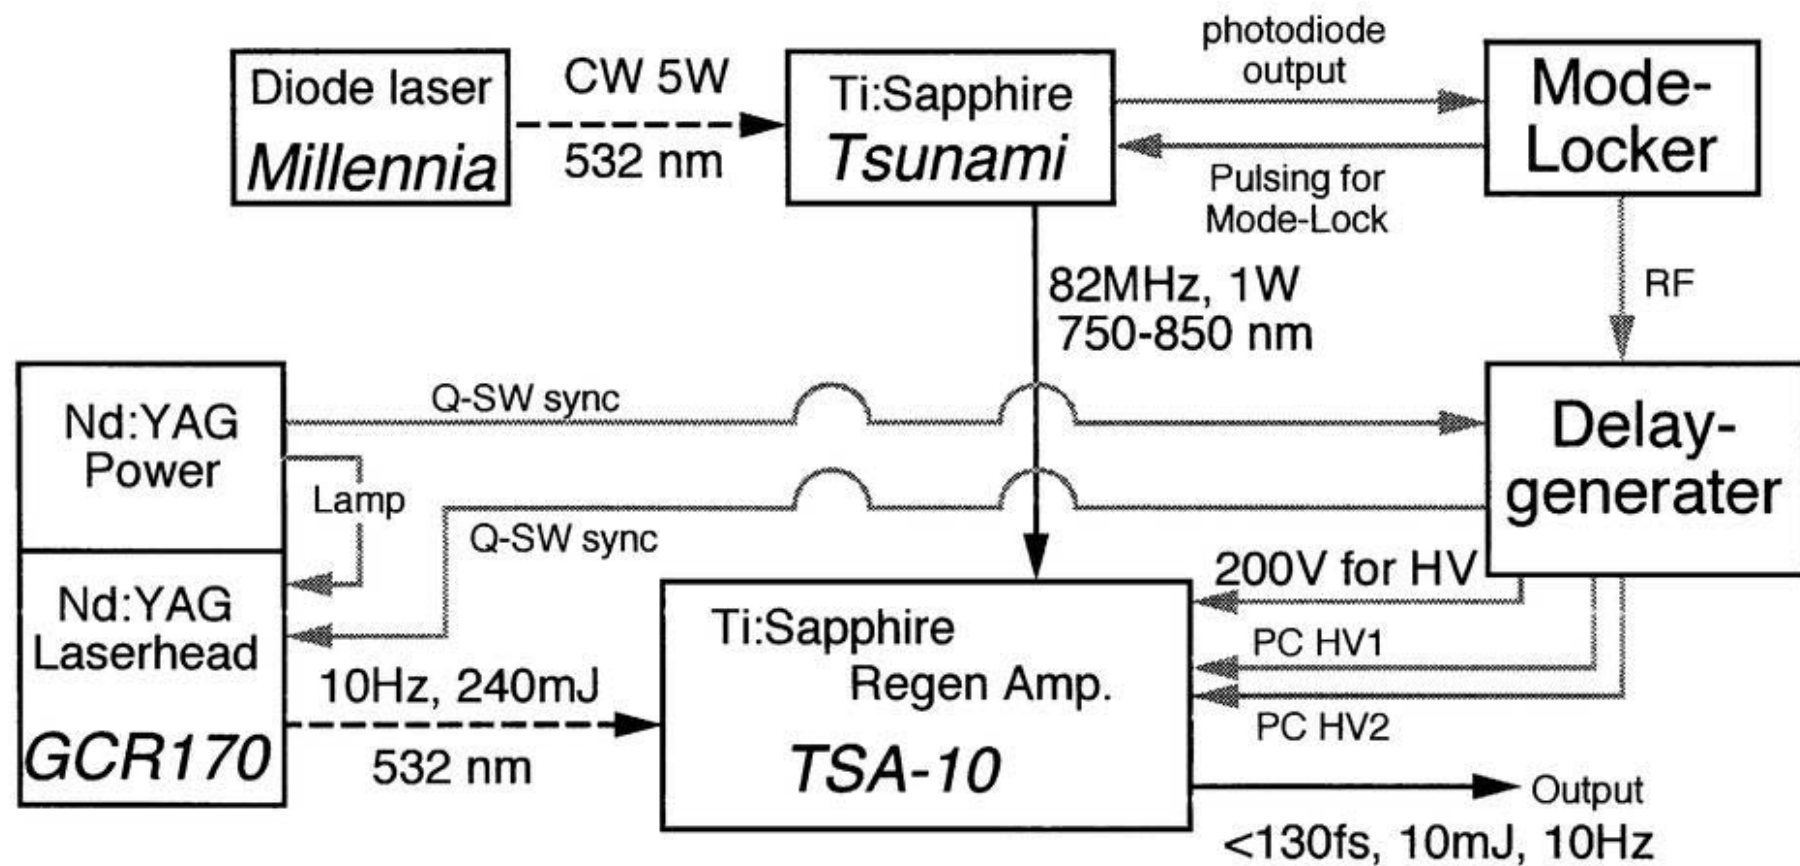 Diode laser
Millennia
CW 5W
532 nm
Ti:Sapphire
Tsunami
photodiode
output
Pulsing for
Mode-Lock
Mode-
Locker
82MHz, 1W
750-850 nm
RF
Nd:YAG
Power
Q-SW sync
Lamp
Q-SW sync
Delay-
generater
Nd:YAG
Laserhead
GCR170
10Hz, 240mJ
532 nm
Ti:Sapphire
Regen Amp.
TSA-10
200V for HV
PC HV1
PC HV2
Output
<130fs, 10mJ, 10Hz